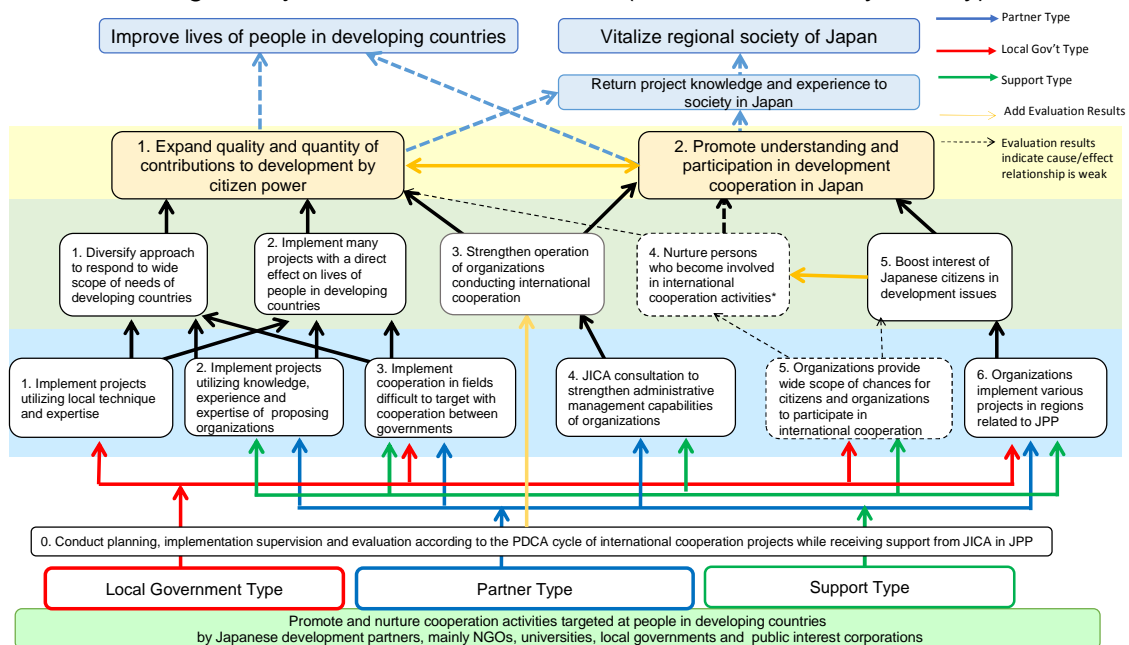 Partner Type
Local Gov't Type
Support Type
Add Evaluation Results
Evaluation results
indicate cause/effect
relationship is weak
Improve lives of people in developing countries
Vitalize regional society of Japan
Return project knowledge and experience to
society in Japan
1. Expand quality and quantity of
contributions to development by
citizen power
2. Promote understanding and
participation in development
cooperation in Japan
1. Diversify approach
to respond to wide
scope of needs of
developing countries
2. Implement many
projects with a direct
effect on lives of
people in developing
countries
3. Strengthen operation
of organizations
conducting international
cooperation
4. Nurture persons
who become involved
in international
cooperation activities*
5. Boost interest of
Japanese citizens in
development issues
1. Implement projects
utilizing local technique
and expertise
2. Implement projects
utilizing knowledge,
experience and
expertise of proposing
organizations
3. Implement
cooperation in fields
difficult to target with
cooperation between
governments
4. JICA consultation to
strengthen administrative
management capabilities
of organizations
5. Organizations provide
wide scope of chances for
citizens and organizations
to participate in
international cooperation
6. Organizations
implement various
projects in regions
related to JPP
0. Conduct planning, implementation supervision and evaluation according to the PDCA cycle of international cooperation projects while receiving support from JICA in JPP
Local Government Type
Partner Type
Support Type
Promote and nurture cooperation activities targeted at people in developing countries
by Japanese development partners, mainly NGOs, universities, local governments and public interest corporations